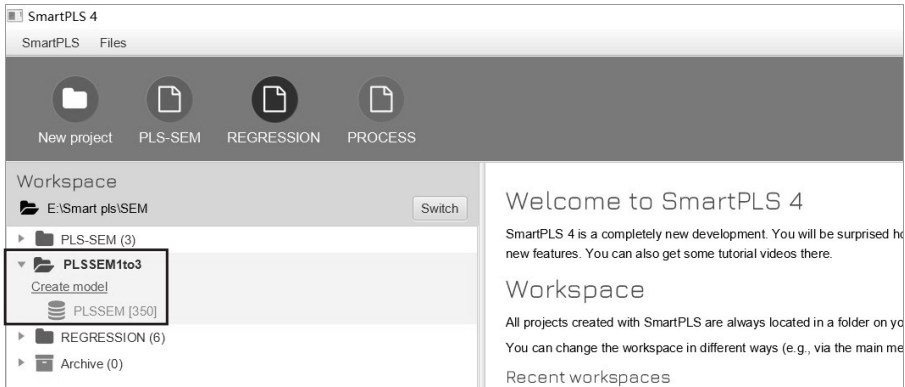 SmartPLS 4
SmartPLS Files
New project PLS-SEM REGRESSION PROCESS
Workspace
E:\Smart pls\SEM Switch
PLS-SEM (3)
PLSSEM1to3
Create model
PLSSEM [350]
REGRESSION (6)
Archive (0)
Welcome to SmartPLS 4
SmartPLS 4 is a completely new development. You will be surprised
new features. You can also get some tutorial videos there.
Workspace
All projects created with SmartPLS are always located in a folder on
You can change the workspace in different ways (e.g., via the main
Recent workspaces